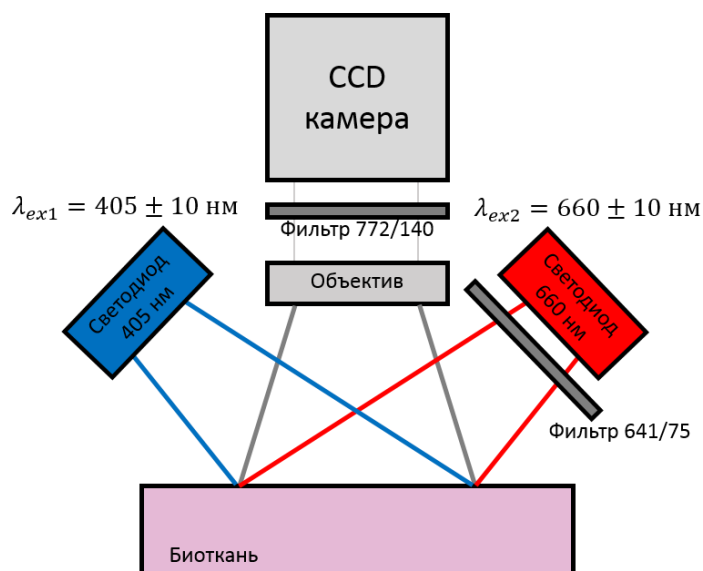 CCD
камера
λex1 = 405 ± 10 нм
λex2 = 660 ± 10 нм
Фильтр 772/140
Объектив
Светодиод
405 нм
Светодиод
660 нм
Фильтр 641/75
Биоткань